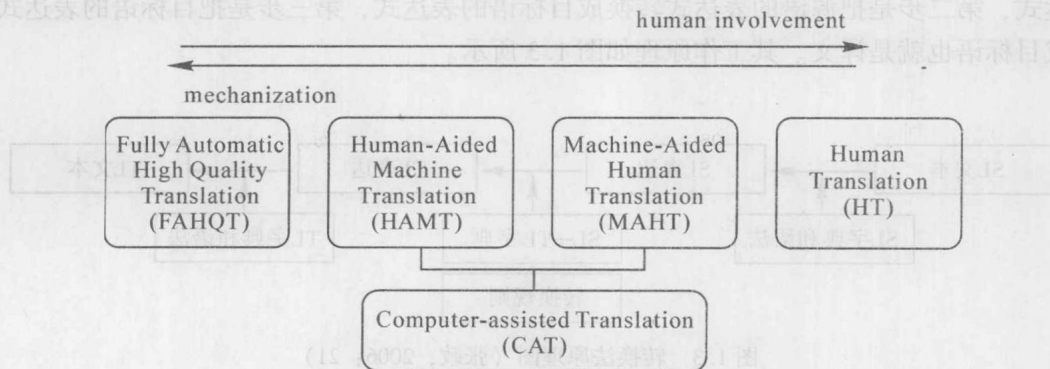 human involvement
mechanization
Fully Automatic
High Quality
Translation
(FAHQT)
Human-Aided
Machine
Translation
(HAMT)
Machine-Aided
Human
Translation
(MAHT)
Human
Translation
(HT)
Computer-assisted Translation
(CAT)